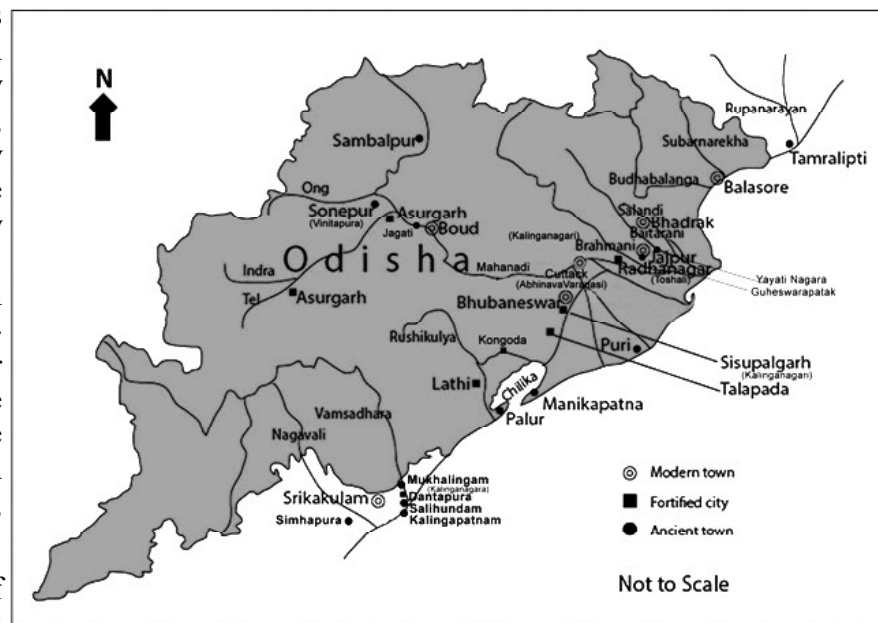 N
Rupanarayan
Sambalpur
Subarnarekha
Tamralipti
Budhabalanga
Balasore
Ong
Sonepur
(Vinitapura)
Asurgarh
Jagati
Boud
Salandi
Bhadrak
(Kalinganagari)
Baitarani
Brahmani
Jajpur
Radhanagar
(Toshali)
Odisha
Indra
Mahanadi
Cuttack
Yayati Nagara
Guheswarapatak
Tel
Asurgarh
Bhubaneswar
Rushikulya
Kongoda
Puri
Sisupalgarh
(Kalinganagari)
Talapada
Lathi
Chilika
Manikapatna
Palur
Vamsadhara
Nagavali
Mukhalingam
(Kalinganagara)
Dantapura
Salihundam
Kalingapatnam
Srikakulam
Simhapura
Modern town
Fortified city
Ancient town
Not to Scale